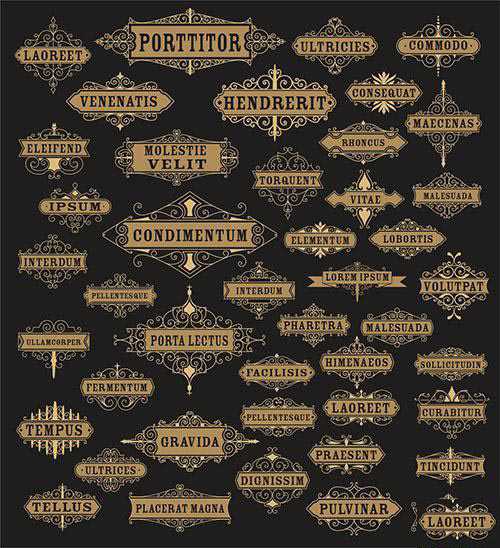 LAOREET
PORTTITOR
ULTRICIES
COMMODO
VENENATIS
HENDRERIT
CONSEQUAT
MAECENAS
ELEIFEND
MOLESTIE
VELIT
RHONCUS
TORQUENT
VITAE
MALESUADA
IPSUM
CONDIMENTUM
ELEMENTUM
LOBORTIS
INTERDUM
PELLENTESQUE
INTERDUM
LOREM IPSUM
VOLUTPAT
ULLAMCORPER
PORTA LECTUS
PHARETRA
MALESUADA
FERMENTUM
FACILISIS
HIMENAEOS
SOLLICITUDIN
TEMPUS
GRAVIDA
PELLENTESQUE
LAOREET
CURABITUR
ULTRICES
DIGNISSIM
PRAESENT
TINCIDUNT
TELLUS
PLACERAT MAGNA
PULVINAR
LAOREET